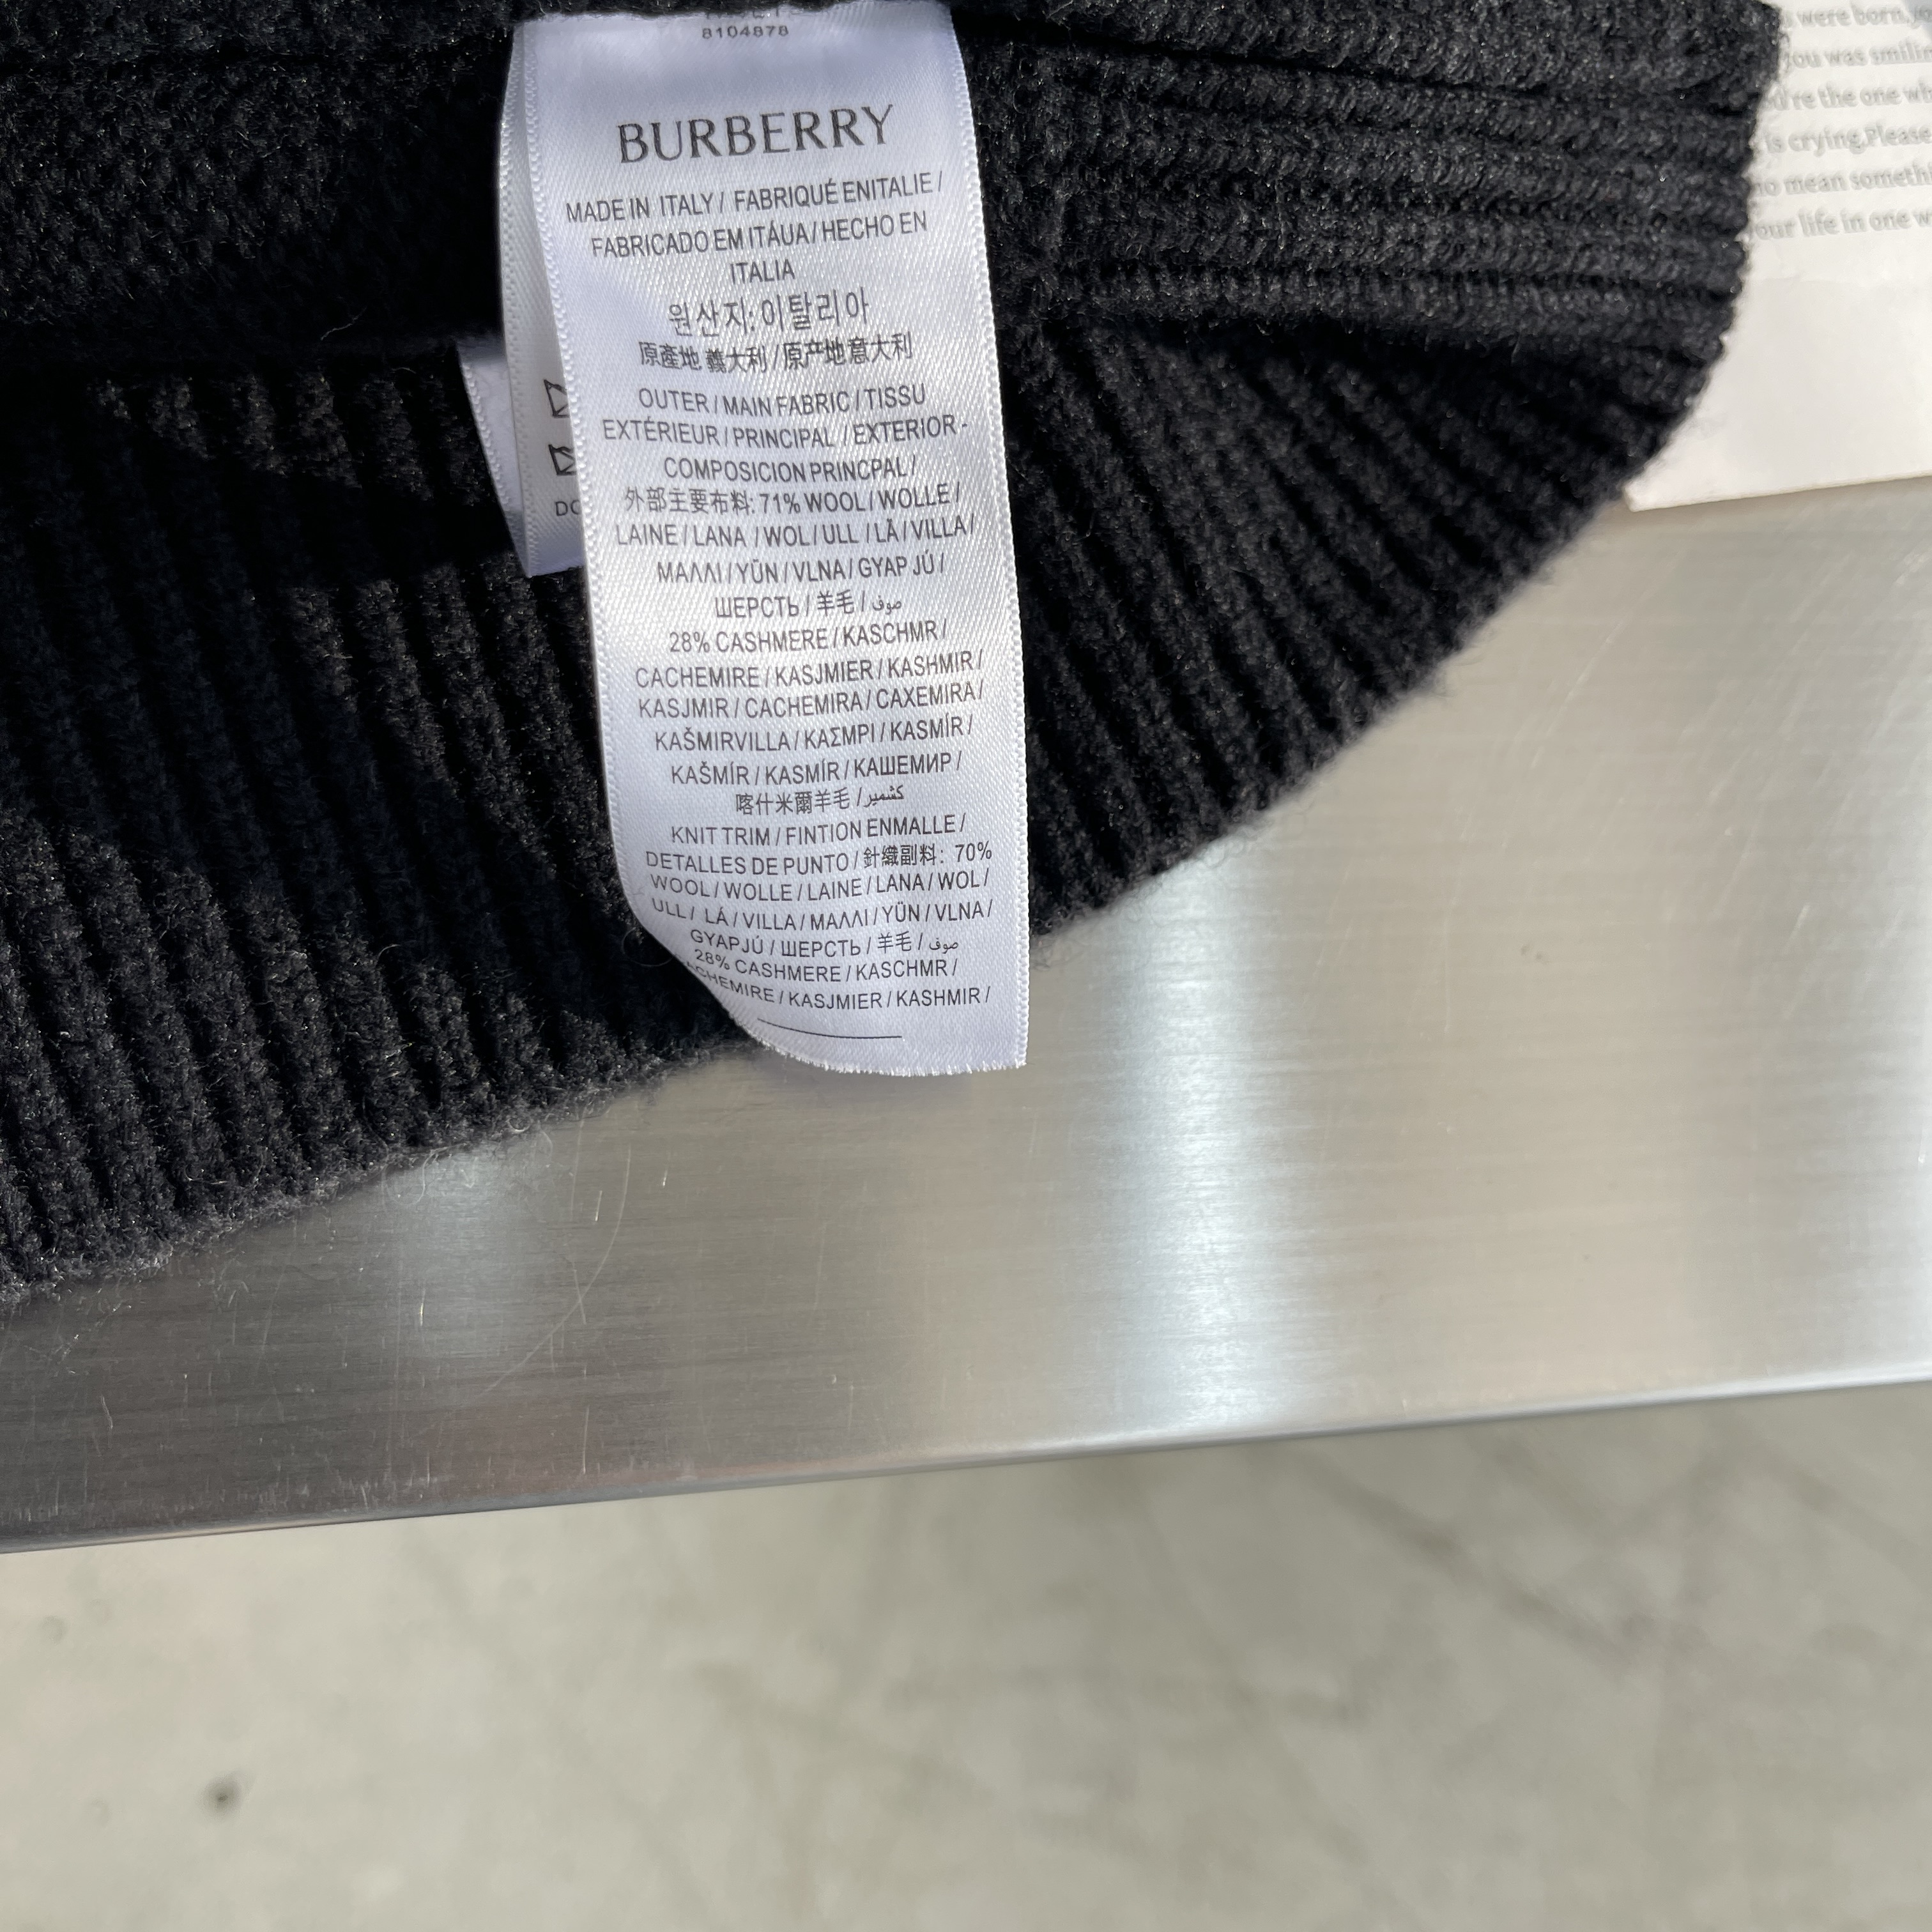 8104878
BURBERRY
MADE IN ITALY / FABRIQUÉ ENITALIE /
FABRICADO EM ITÁUA/ HECHO EN
ITALIA
원산지: 이탈리아
原產地 義大利 / 原产地意大利
OUTER / MAIN FABRIC / TISSU
EXTÉRIEUR / PRINCIPAL / EXTERIOR -
COMPOSICION PRINCPAL /
外部主要布料: 71% WOOL / WOLLE /
LAINE / LANA / WOL / ULL / LÃ / VILLA /
ΜΑΛΛΙ / YÜN / VLNA / GYAP JÚ /
ШЕРСТЬ / 羊毛 / صوف
28% CASHMERE / KASCHMR /
CACHEMIRE / KASJMIER / KASHMIR /
KASJMIR / CACHEMIRA / CAXEMIRA /
KAŠMIRVILLA / ΚΑΣΜΡΙ / KASMÍR /
KAŠMÍR / KASMÍR / КАШЕМИР /
喀什米爾羊毛 / كشمير
KNIT TRIM / FINTION ENMALLE /
DETALLES DE PUNTO / 針織副料: 70%
WOOL / WOLLE / LAINE / LANA / WOL /
ULL / LÁ / VILLA / ΜΑΛΛΙ / YÜN / VLNA /
GYAPJÚ / ШЕРСТЬ / 羊毛 / صوف
28% CASHMERE / KASCHMR /
CHEMIRE / KASJMIER / KASHMIR /
DC
were born,
you was smilin
're the one wh
is crying.Please
no mean somethi
your life in one w